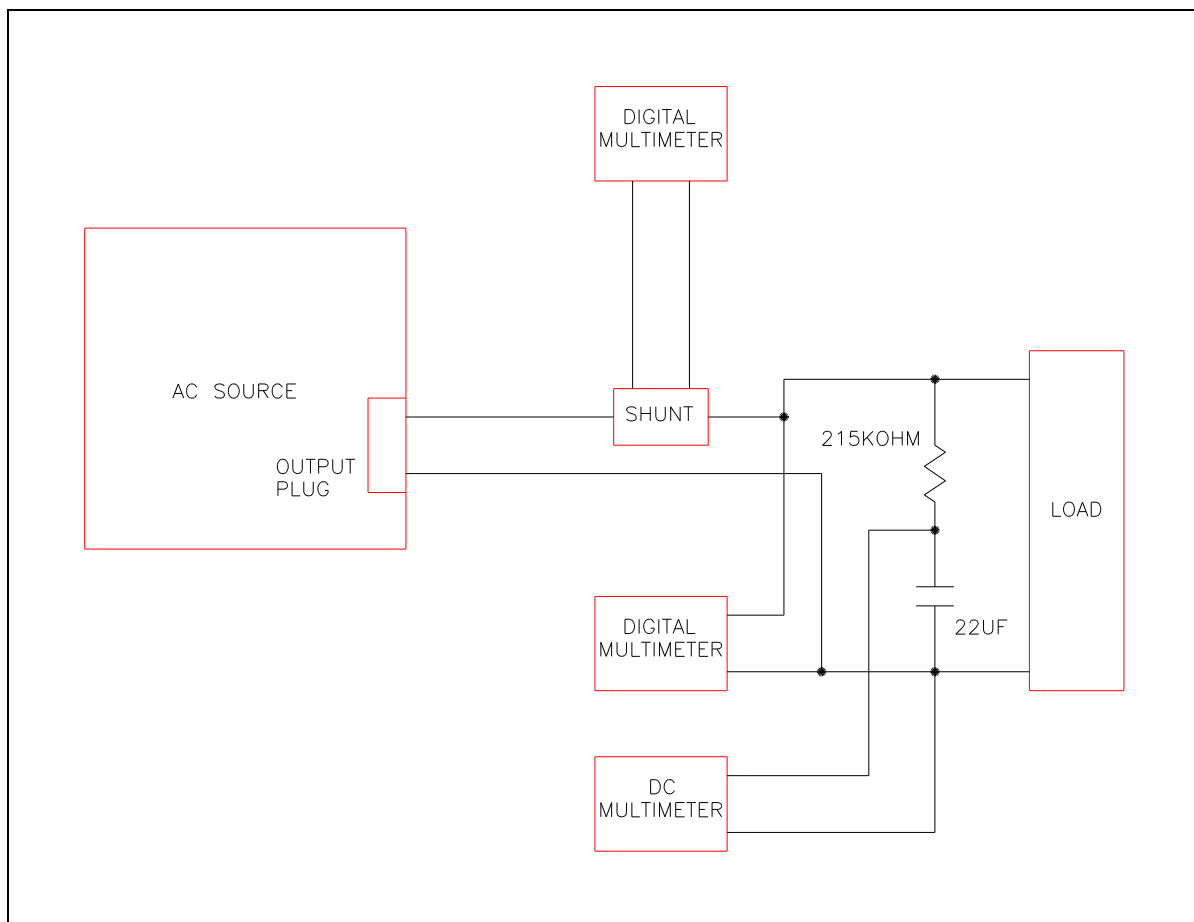 DIGITAL
MULTIMETER
AC SOURCE
OUTPUT
PLUG
SHUNT
215KOHM
LOAD
22UF
DIGITAL
MULTIMETER
DC
MULTIMETER